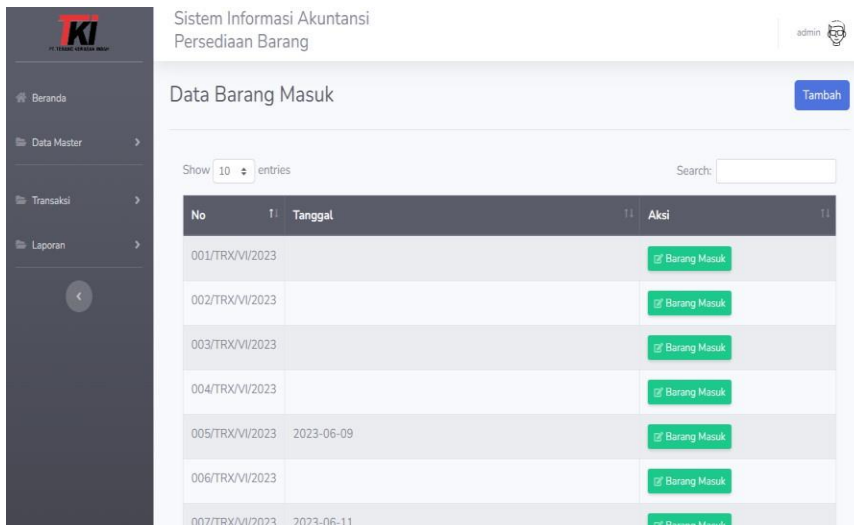 TKI
Sistem Informasi Akuntansi
Persediaan Barang
admin
Beranda
Data Master
Transaksi
Laporan
Data Barang Masuk
Tambah
Show 10 entries
Search:
No Tanggal Aksi
001/TRX/VI/2023 Barang Masuk
002/TRX/VI/2023 Barang Masuk
003/TRX/VI/2023 Barang Masuk
004/TRX/VI/2023 Barang Masuk
005/TRX/VI/2023 2023-06-09 Barang Masuk
006/TRX/VI/2023 Barang Masuk
007/TRX/VI/2023 2023-06-11 Barang Masuk